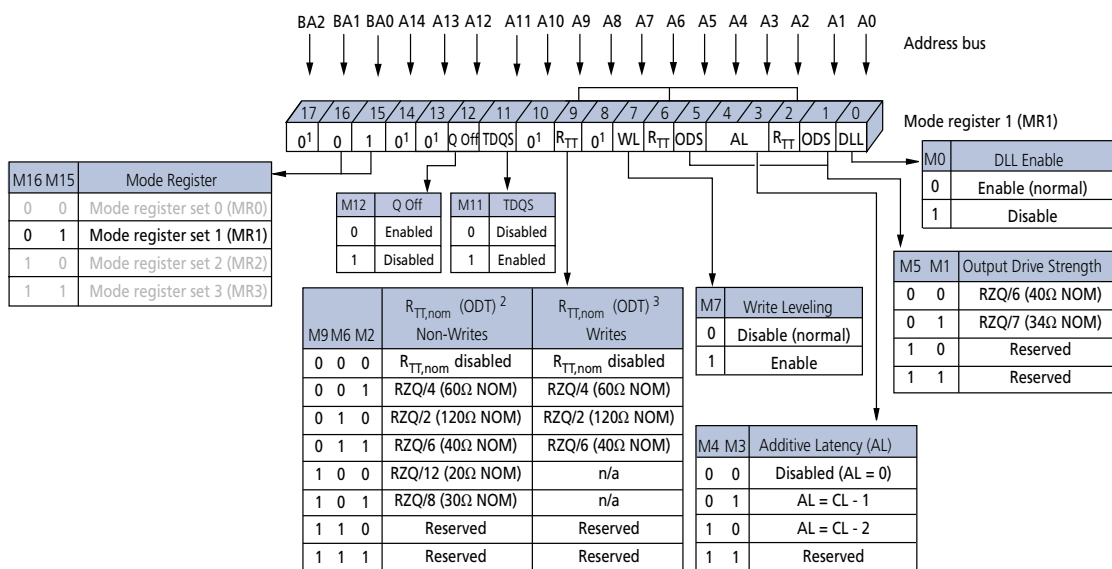 BA2 BA1 BA0 A14 A13 A12 A11 A10 A9 A8 A7 A6 A5 A4 A3 A2 A1 A0
Address bus
17 16 15 14 13 12 11 10 9 8 7 6 5 4 3 2 1 0
Mode register 1 (MR1)
0¹ 0 1 0¹ 0¹ Q Off TDQS 0¹ RTT 0¹ WL RTT ODS AL RTT ODS DLL
M16 M15 Mode Register
0 0 Mode register set 0 (MR0)
0 1 Mode register set 1 (MR1)
1 0 Mode register set 2 (MR2)
1 1 Mode register set 3 (MR3)
M12 Q Off
0 Enabled
1 Disabled
M11 TDQS
0 Disabled
1 Enabled
M0 DLL Enable
0 Enable (normal)
1 Disable
M5 M1 Output Drive Strength
0 0 RZQ/6 (40Ω NOM)
0 1 RZQ/7 (34Ω NOM)
1 0 Reserved
1 1 Reserved
RTT,nom (ODT) ² RTT,nom (ODT) ³
M9 M6 M2 Non-Writes Writes
0 0 0 RTT,nom disabled RTT,nom disabled
0 0 1 RZQ/4 (60Ω NOM) RZQ/4 (60Ω NOM)
0 1 0 RZQ/2 (120Ω NOM) RZQ/2 (120Ω NOM)
0 1 1 RZQ/6 (40Ω NOM) RZQ/6 (40Ω NOM)
1 0 0 RZQ/12 (20Ω NOM) n/a
1 0 1 RZQ/8 (30Ω NOM) n/a
1 1 0 Reserved Reserved
1 1 1 Reserved Reserved
M7 Write Leveling
0 Disable (normal)
1 Enable
M4 M3 Additive Latency (AL)
0 0 Disabled (AL = 0)
0 1 AL = CL - 1
1 0 AL = CL - 2
1 1 Reserved